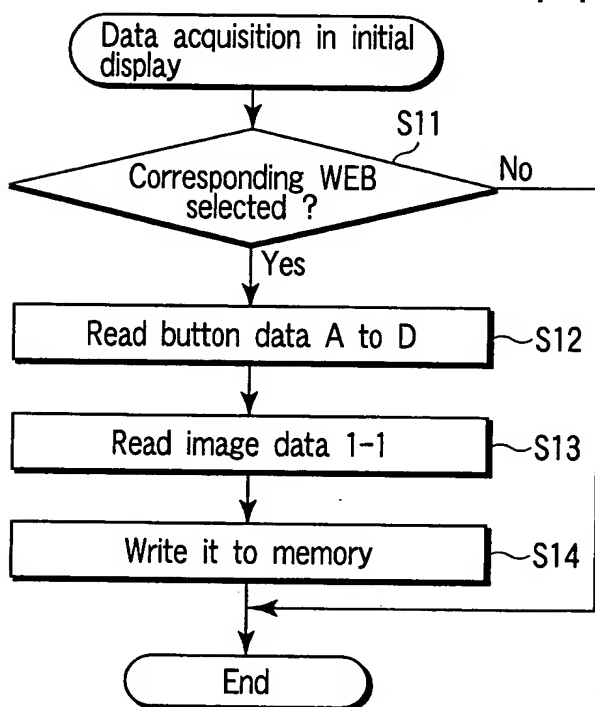 Data acquisition in initial
display
S11
Corresponding WEB
selected ?
No
Yes
Read button data A to D
S12
Read image data 1-1
S13
Write it to memory
S14
End